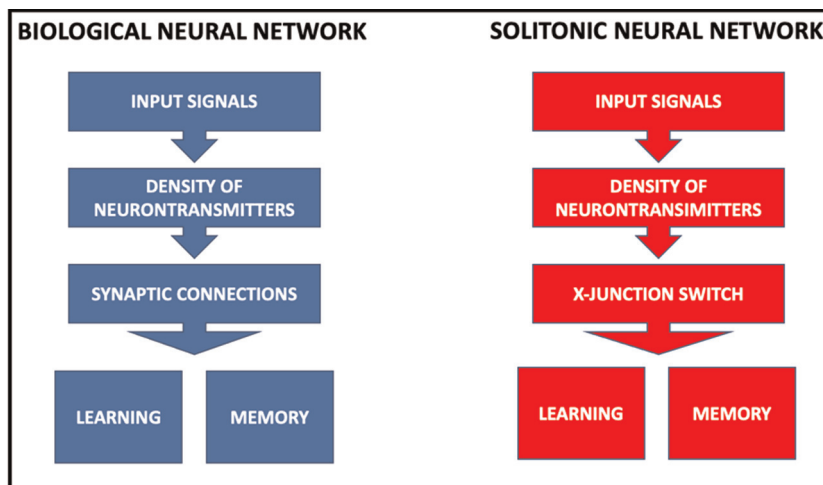 BIOLOGICAL NEURAL NETWORK
INPUT SIGNALS
DENSITY OF
NEURONTRANSMITTERS
SYNAPTIC CONNECTIONS
LEARNING
MEMORY
SOLITONIC NEURAL NETWORK
INPUT SIGNALS
DENSITY OF
NEURONTRANSIMITTERS
X-JUNCTION SWITCH
LEARNING
MEMORY